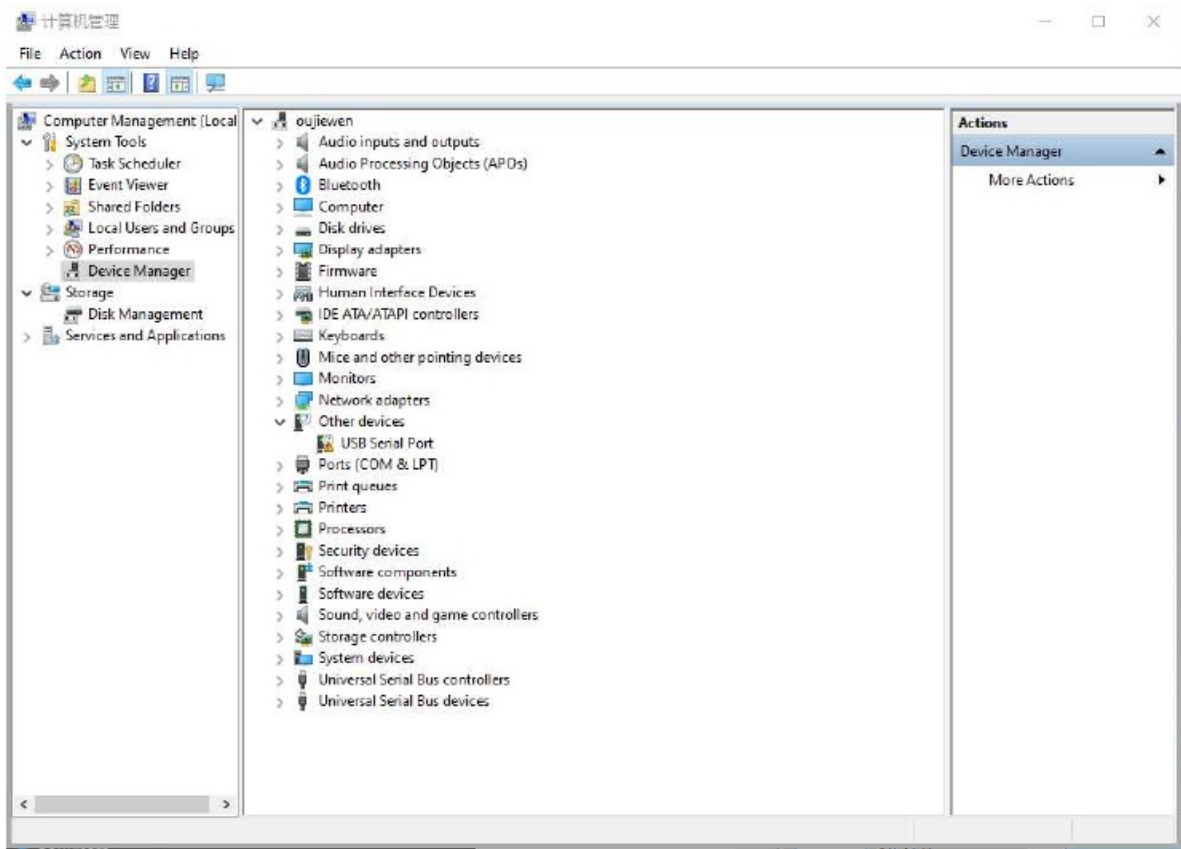 计算机管理
File Action View Help
Computer Management (Local
System Tools
Task Scheduler
Event Viewer
Shared Folders
Local Users and Groups
Performance
Device Manager
Storage
Disk Management
Services and Applications
oujiewen
Audio inputs and outputs
Audio Processing Objects (APOs)
Bluetooth
Computer
Disk drives
Display adapters
Firmware
Human Interface Devices
IDE ATA/ATAPI controllers
Keyboards
Mice and other pointing devices
Monitors
Network adapters
Other devices
USB Serial Port
Ports (COM & LPT)
Print queues
Printers
Processors
Security devices
Software components
Software devices
Sound, video and game controllers
Storage controllers
System devices
Universal Serial Bus controllers
Universal Serial Bus devices
Actions
Device Manager
More Actions